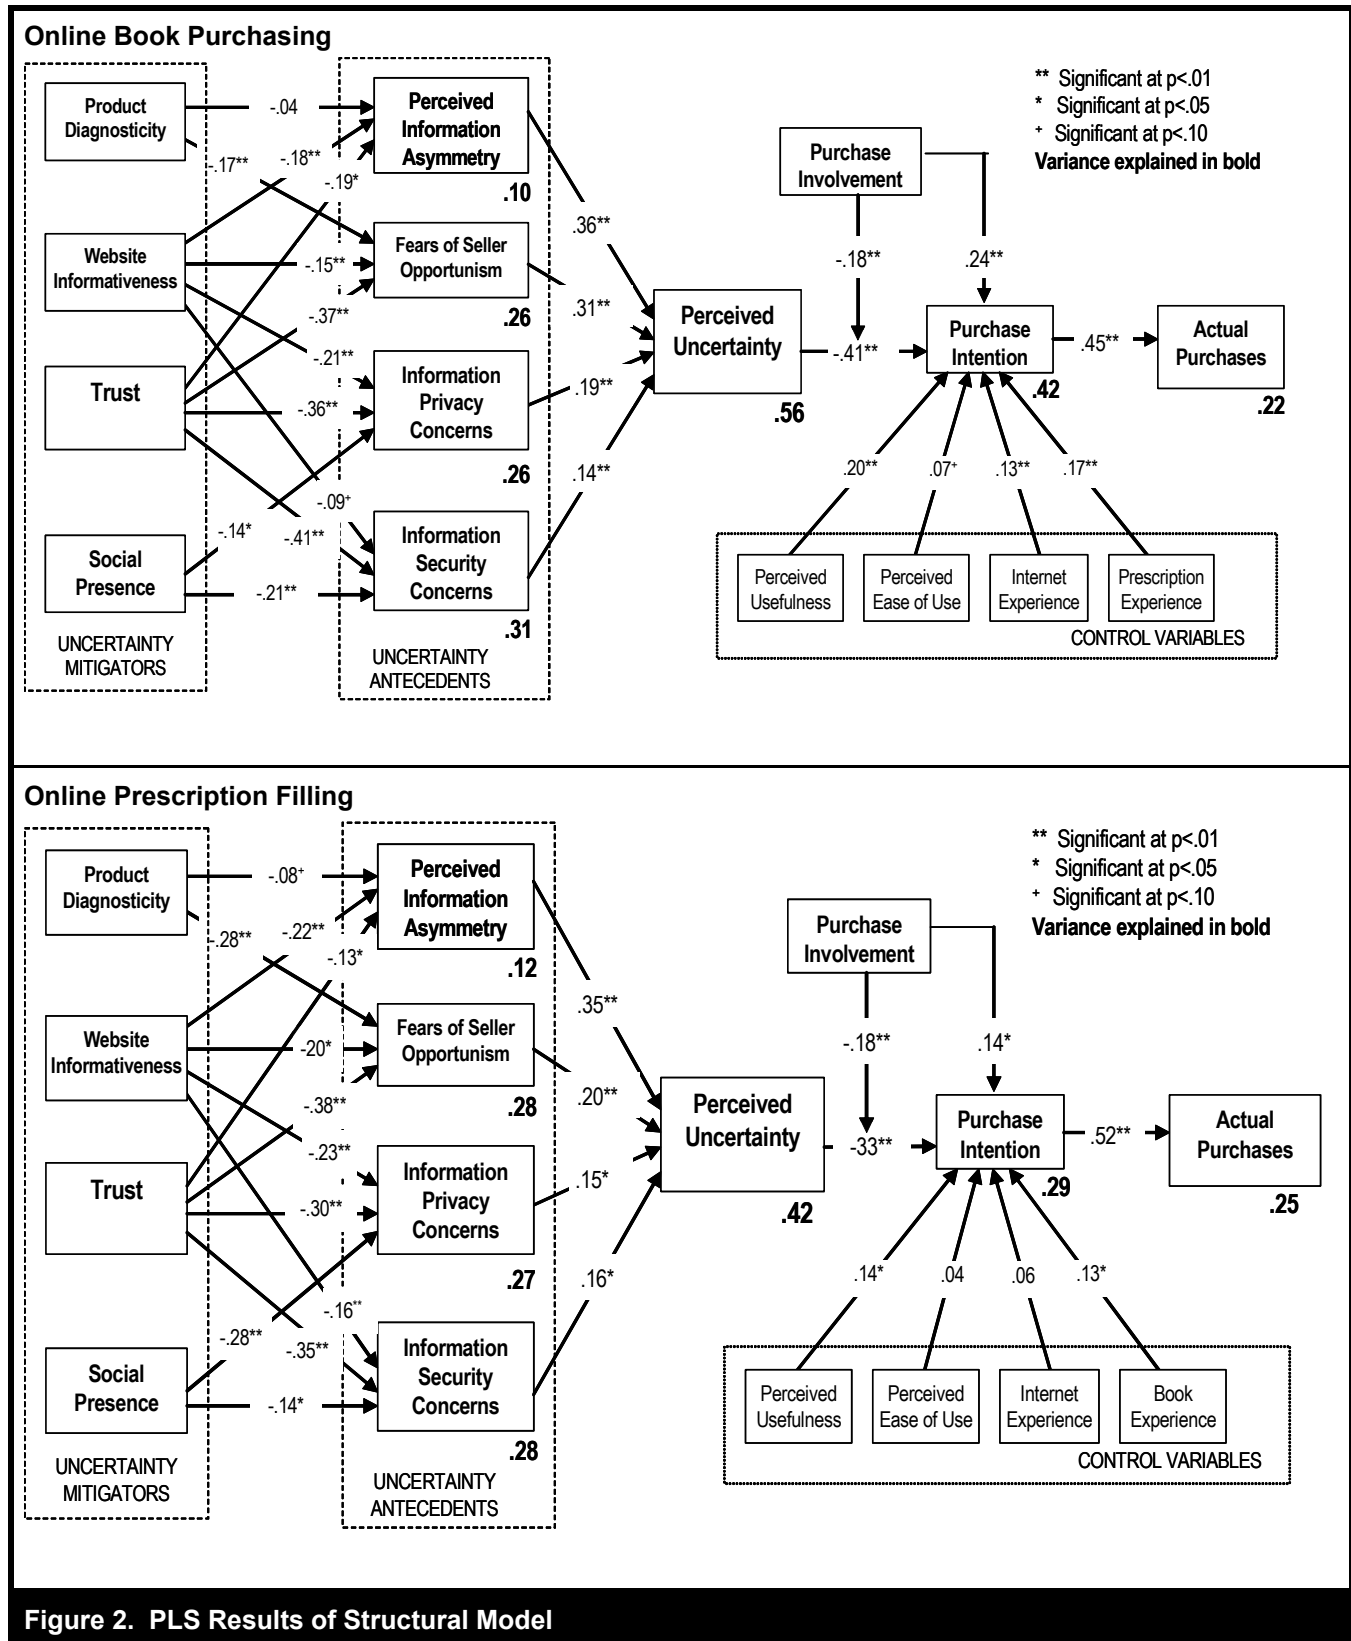 Online Book Purchasing
** Significant at p<.01
* Significant at p<.05
+ Significant at p<.10
Variance explained in bold
Product
Diagnosticity
Website
Informativeness
Trust
Social
Presence
UNCERTAINTY
MITIGATORS
-.04
-.17**
-.18**
-.19*
-.15**
-.37**
-.21**
-.36**
-.09+
-.14*
-.41**
-.21**
Perceived
Information
Asymmetry
.10
Fears of Seller
Opportunism
.26
Information
Privacy
Concerns
.26
Information
Security
Concerns
.31
UNCERTAINTY
ANTECEDENTS
.36**
.31**
.19**
.14**
Perceived
Uncertainty
.56
Purchase
Involvement
-.18**
.24**
-.41**
Purchase
Intention
.42
.45**
Actual
Purchases
.22
.20**
.07+
.13**
.17**
Perceived
Usefulness
Perceived
Ease of Use
Internet
Experience
Prescription
Experience
CONTROL VARIABLES
Online Prescription Filling
** Significant at p<.01
* Significant at p<.05
+ Significant at p<.10
Variance explained in bold
Product
Diagnosticity
Website
Informativeness
Trust
Social
Presence
UNCERTAINTY
MITIGATORS
-.08+
-.28**
-.22**
-.13*
-20*
-.38**
-.23**
-.30**
-.16**
-.28**
-.35**
-.14*
Perceived
Information
Asymmetry
.12
Fears of Seller
Opportunism
.28
Information
Privacy
Concerns
.27
Information
Security
Concerns
.28
UNCERTAINTY
ANTECEDENTS
.35**
.20**
.15*
.16*
Perceived
Uncertainty
.42
Purchase
Involvement
-.18**
.14*
-33**
Purchase
Intention
.29
.52**
Actual
Purchases
.25
.14*
.04
.06
.13*
Perceived
Usefulness
Perceived
Ease of Use
Internet
Experience
Book
Experience
CONTROL VARIABLES
Figure 2. PLS Results of Structural Model